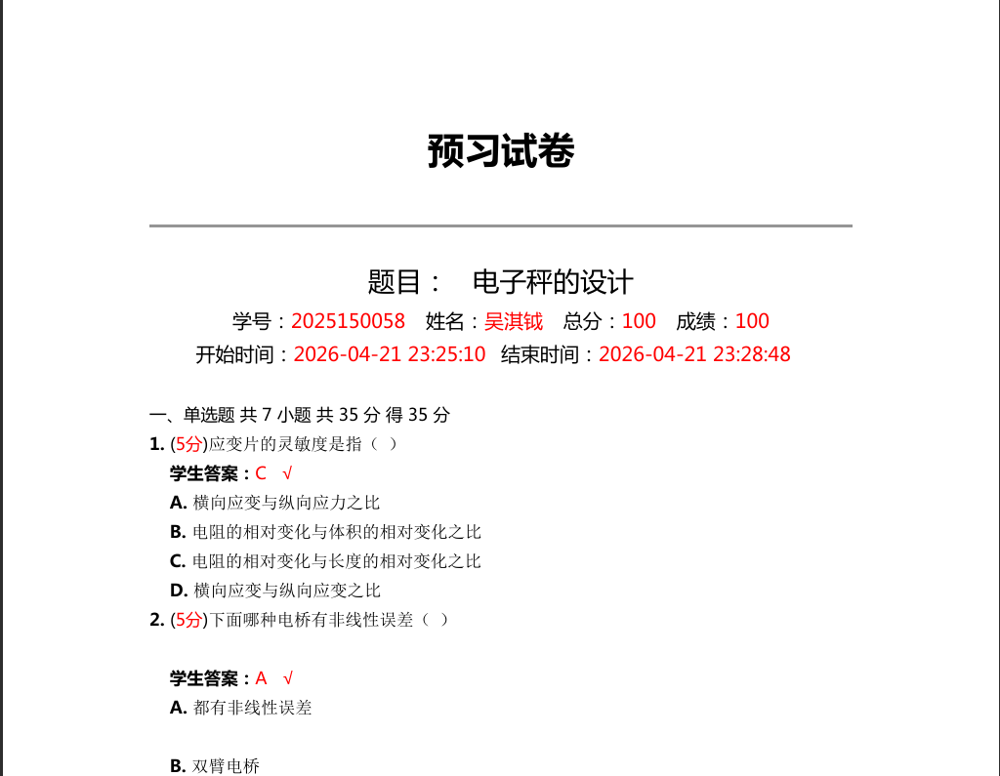 预习试卷
题目： 电子秤的设计
学号：2025150058 姓名：吴淇钺 总分：100 成绩：100
开始时间：2026-04-21 23:25:10 结束时间：2026-04-21 23:28:48
一、单选题 共 7 小题 共 35 分 得 35 分
1. (5分)应变片的灵敏度是指（ ）
学生答案：C √
A. 横向应变与纵向应力之比
B. 电阻的相对变化与体积的相对变化之比
C. 电阻的相对变化与长度的相对变化之比
D. 横向应变与纵向应变之比
2. (5分)下面哪种电桥有非线性误差（ ）
学生答案：A √
A. 都有非线性误差
B. 双臂电桥